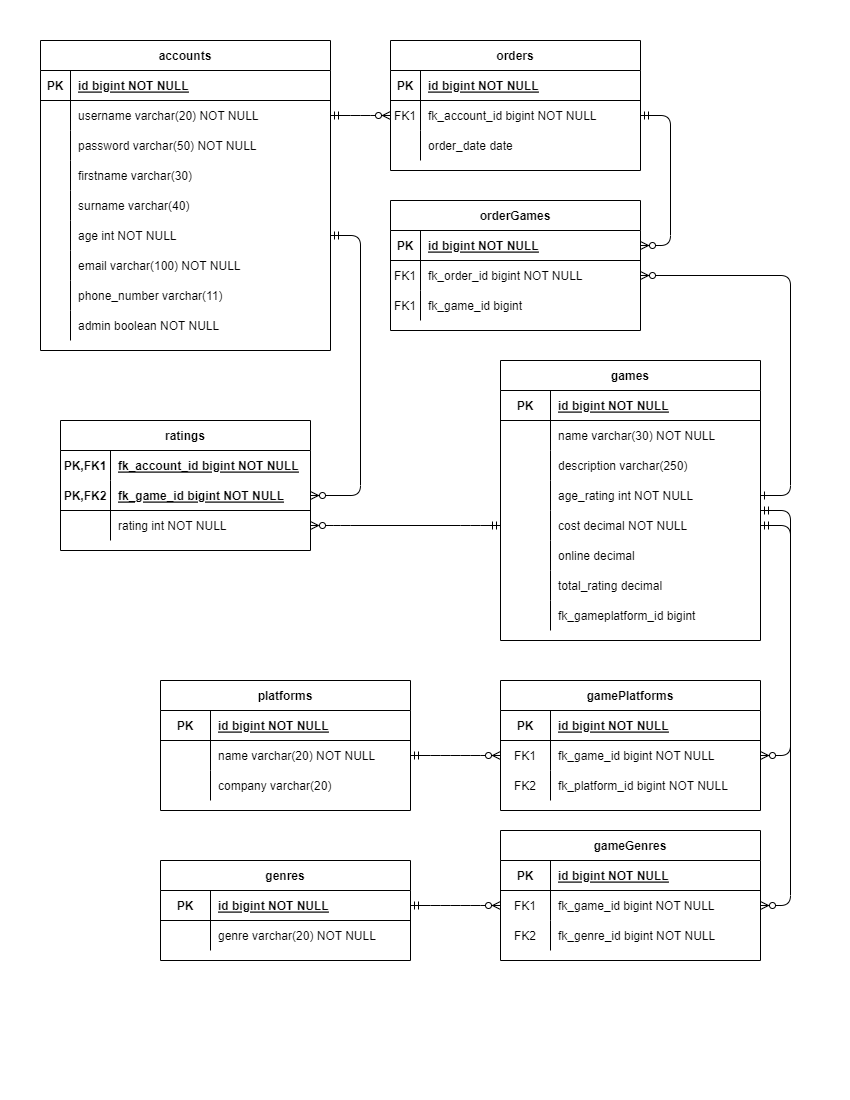 accounts
PK id bigint NOT NULL
username varchar(20) NOT NULL
password varchar(50) NOT NULL
firstname varchar(30)
surname varchar(40)
age int NOT NULL
email varchar(100) NOT NULL
phone_number varchar(11)
admin boolean NOT NULL
orders
PK id bigint NOT NULL
FK1 fk_account_id bigint NOT NULL
order_date date
orderGames
PK id bigint NOT NULL
FK1 fk_order_id bigint NOT NULL
FK1 fk_game_id bigint
games
PK id bigint NOT NULL
name varchar(30) NOT NULL
description varchar(250)
age_rating int NOT NULL
cost decimal NOT NULL
online decimal
total_rating decimal
fk_gameplatform_id bigint
ratings
PK,FK1 fk_account_id bigint NOT NULL
PK,FK2 fk_game_id bigint NOT NULL
rating int NOT NULL
platforms
PK id bigint NOT NULL
name varchar(20) NOT NULL
company varchar(20)
gamePlatforms
PK id bigint NOT NULL
FK1 fk_game_id bigint NOT NULL
FK2 fk_platform_id bigint NOT NULL
genres
PK id bigint NOT NULL
genre varchar(20) NOT NULL
gameGenres
PK id bigint NOT NULL
FK1 fk_game_id bigint NOT NULL
FK2 fk_genre_id bigint NOT NULL